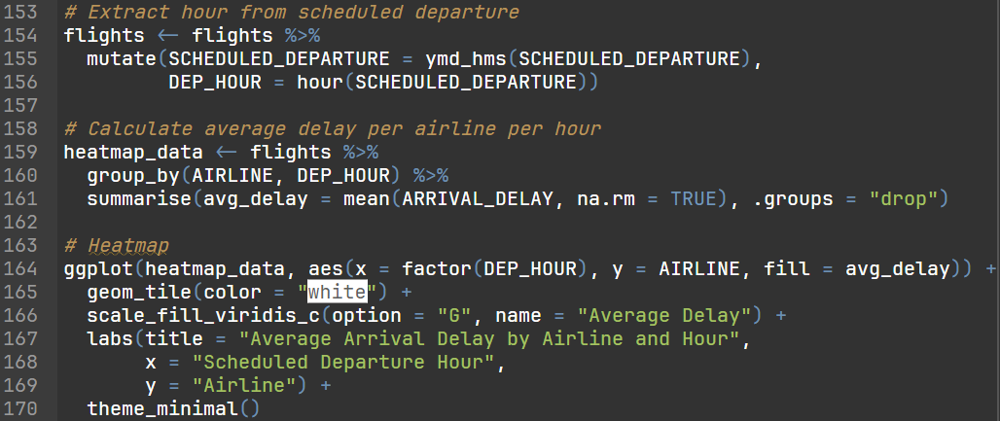 153 # Extract hour from scheduled departure
154 flights <- flights %>%
155   mutate(SCHEDULED_DEPARTURE = ymd_hms(SCHEDULED_DEPARTURE),
156          DEP_HOUR = hour(SCHEDULED_DEPARTURE))
157
158 # Calculate average delay per airline per hour
159 heatmap_data <- flights %>%
160   group_by(AIRLINE, DEP_HOUR) %>%
161   summarise(avg_delay = mean(ARRIVAL_DELAY, na.rm = TRUE), .groups = "drop")
162
163 # Heatmap
164 ggplot(heatmap_data, aes(x = factor(DEP_HOUR), y = AIRLINE, fill = avg_delay)) +
165   geom_tile(color = "white") +
166   scale_fill_viridis_c(option = "G", name = "Average Delay") +
167   labs(title = "Average Arrival Delay by Airline and Hour",
168        x = "Scheduled Departure Hour",
169        y = "Airline") +
170   theme_minimal()